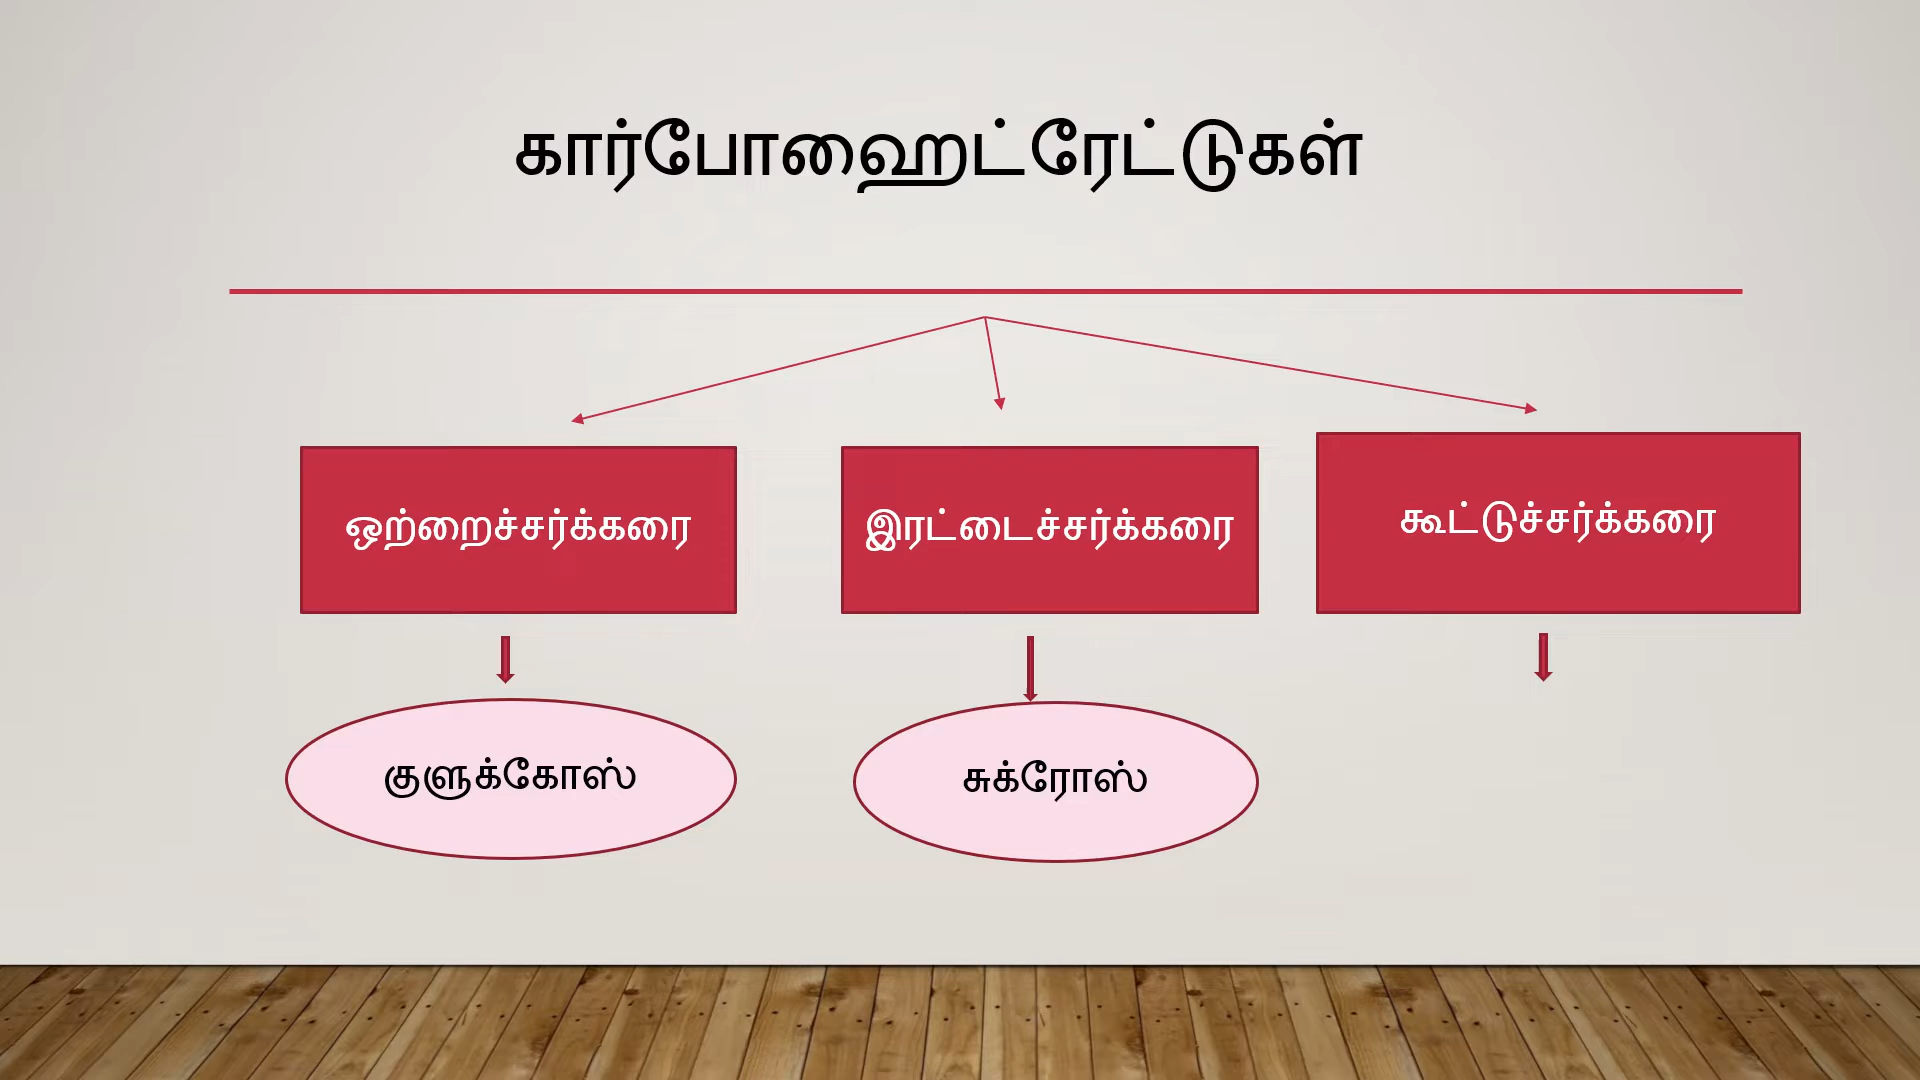 கார்போஹைட்ரேட்டுகள்
ஒற்றைச்சர்க்கரை
இரட்டைச்சர்க்கரை
கூட்டுச்சர்க்கரை
குளுக்கோஸ்
சுக்ரோஸ்